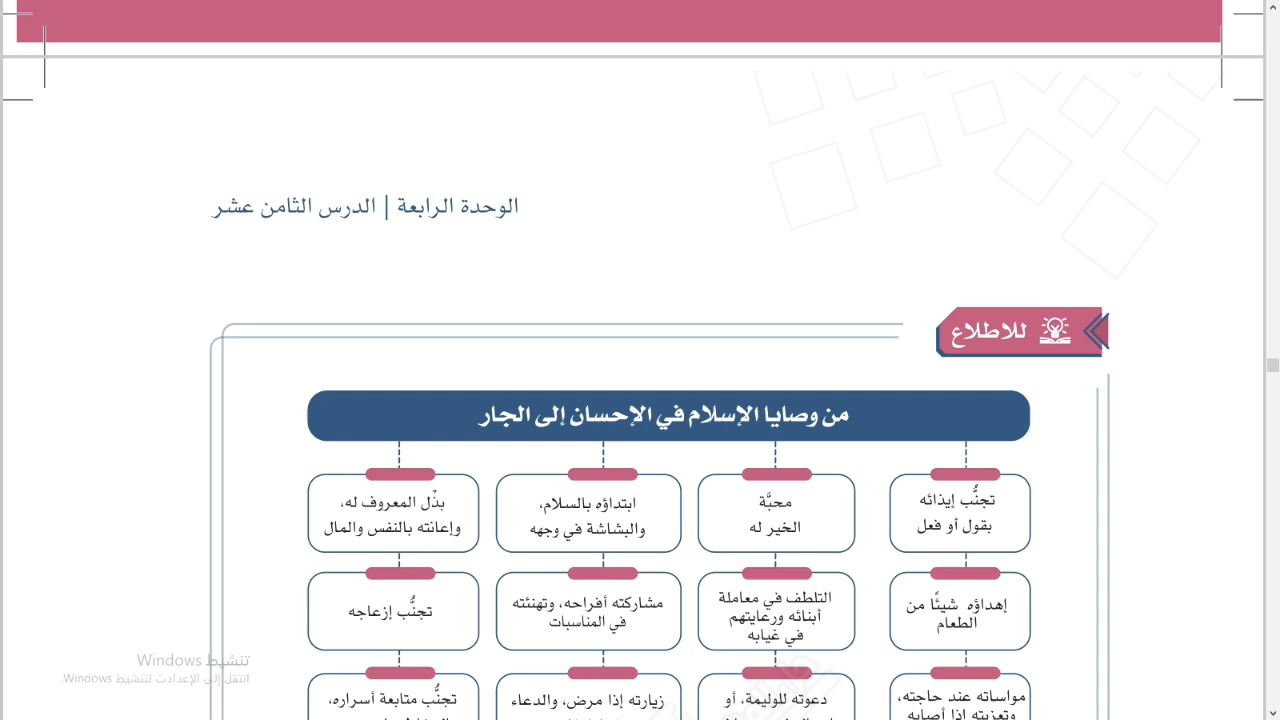 الوحدة الرابعة | الدرس الثامن عشر
للاطلاع
من وصايا الإسلام في الإحسان إلى الجار
تجنُّب إيذائه
بقول أو فعل
محبَّة
الخير له
ابتداؤه بالسلام،
والبشاشة في وجهه
بذْل المعروف له،
وإعانته بالنفس والمال
إهداؤه شيئًا من
الطعام
التلطف في معاملة
أبنائه ورعايتهم
في غيابه
مشاركته أفراحه، وتهنئته
في المناسبات
تجنُّب إزعاجه
مواساته عند حاجته،
وتعزيته إذا أصابه
دعوته للوليمة، أو
زيارته إذا مرض، والدعاء
تجنُّب متابعة أسراره،
تنشيط Windows
انتقل إلى الإعدادت لتنشيط Windows.